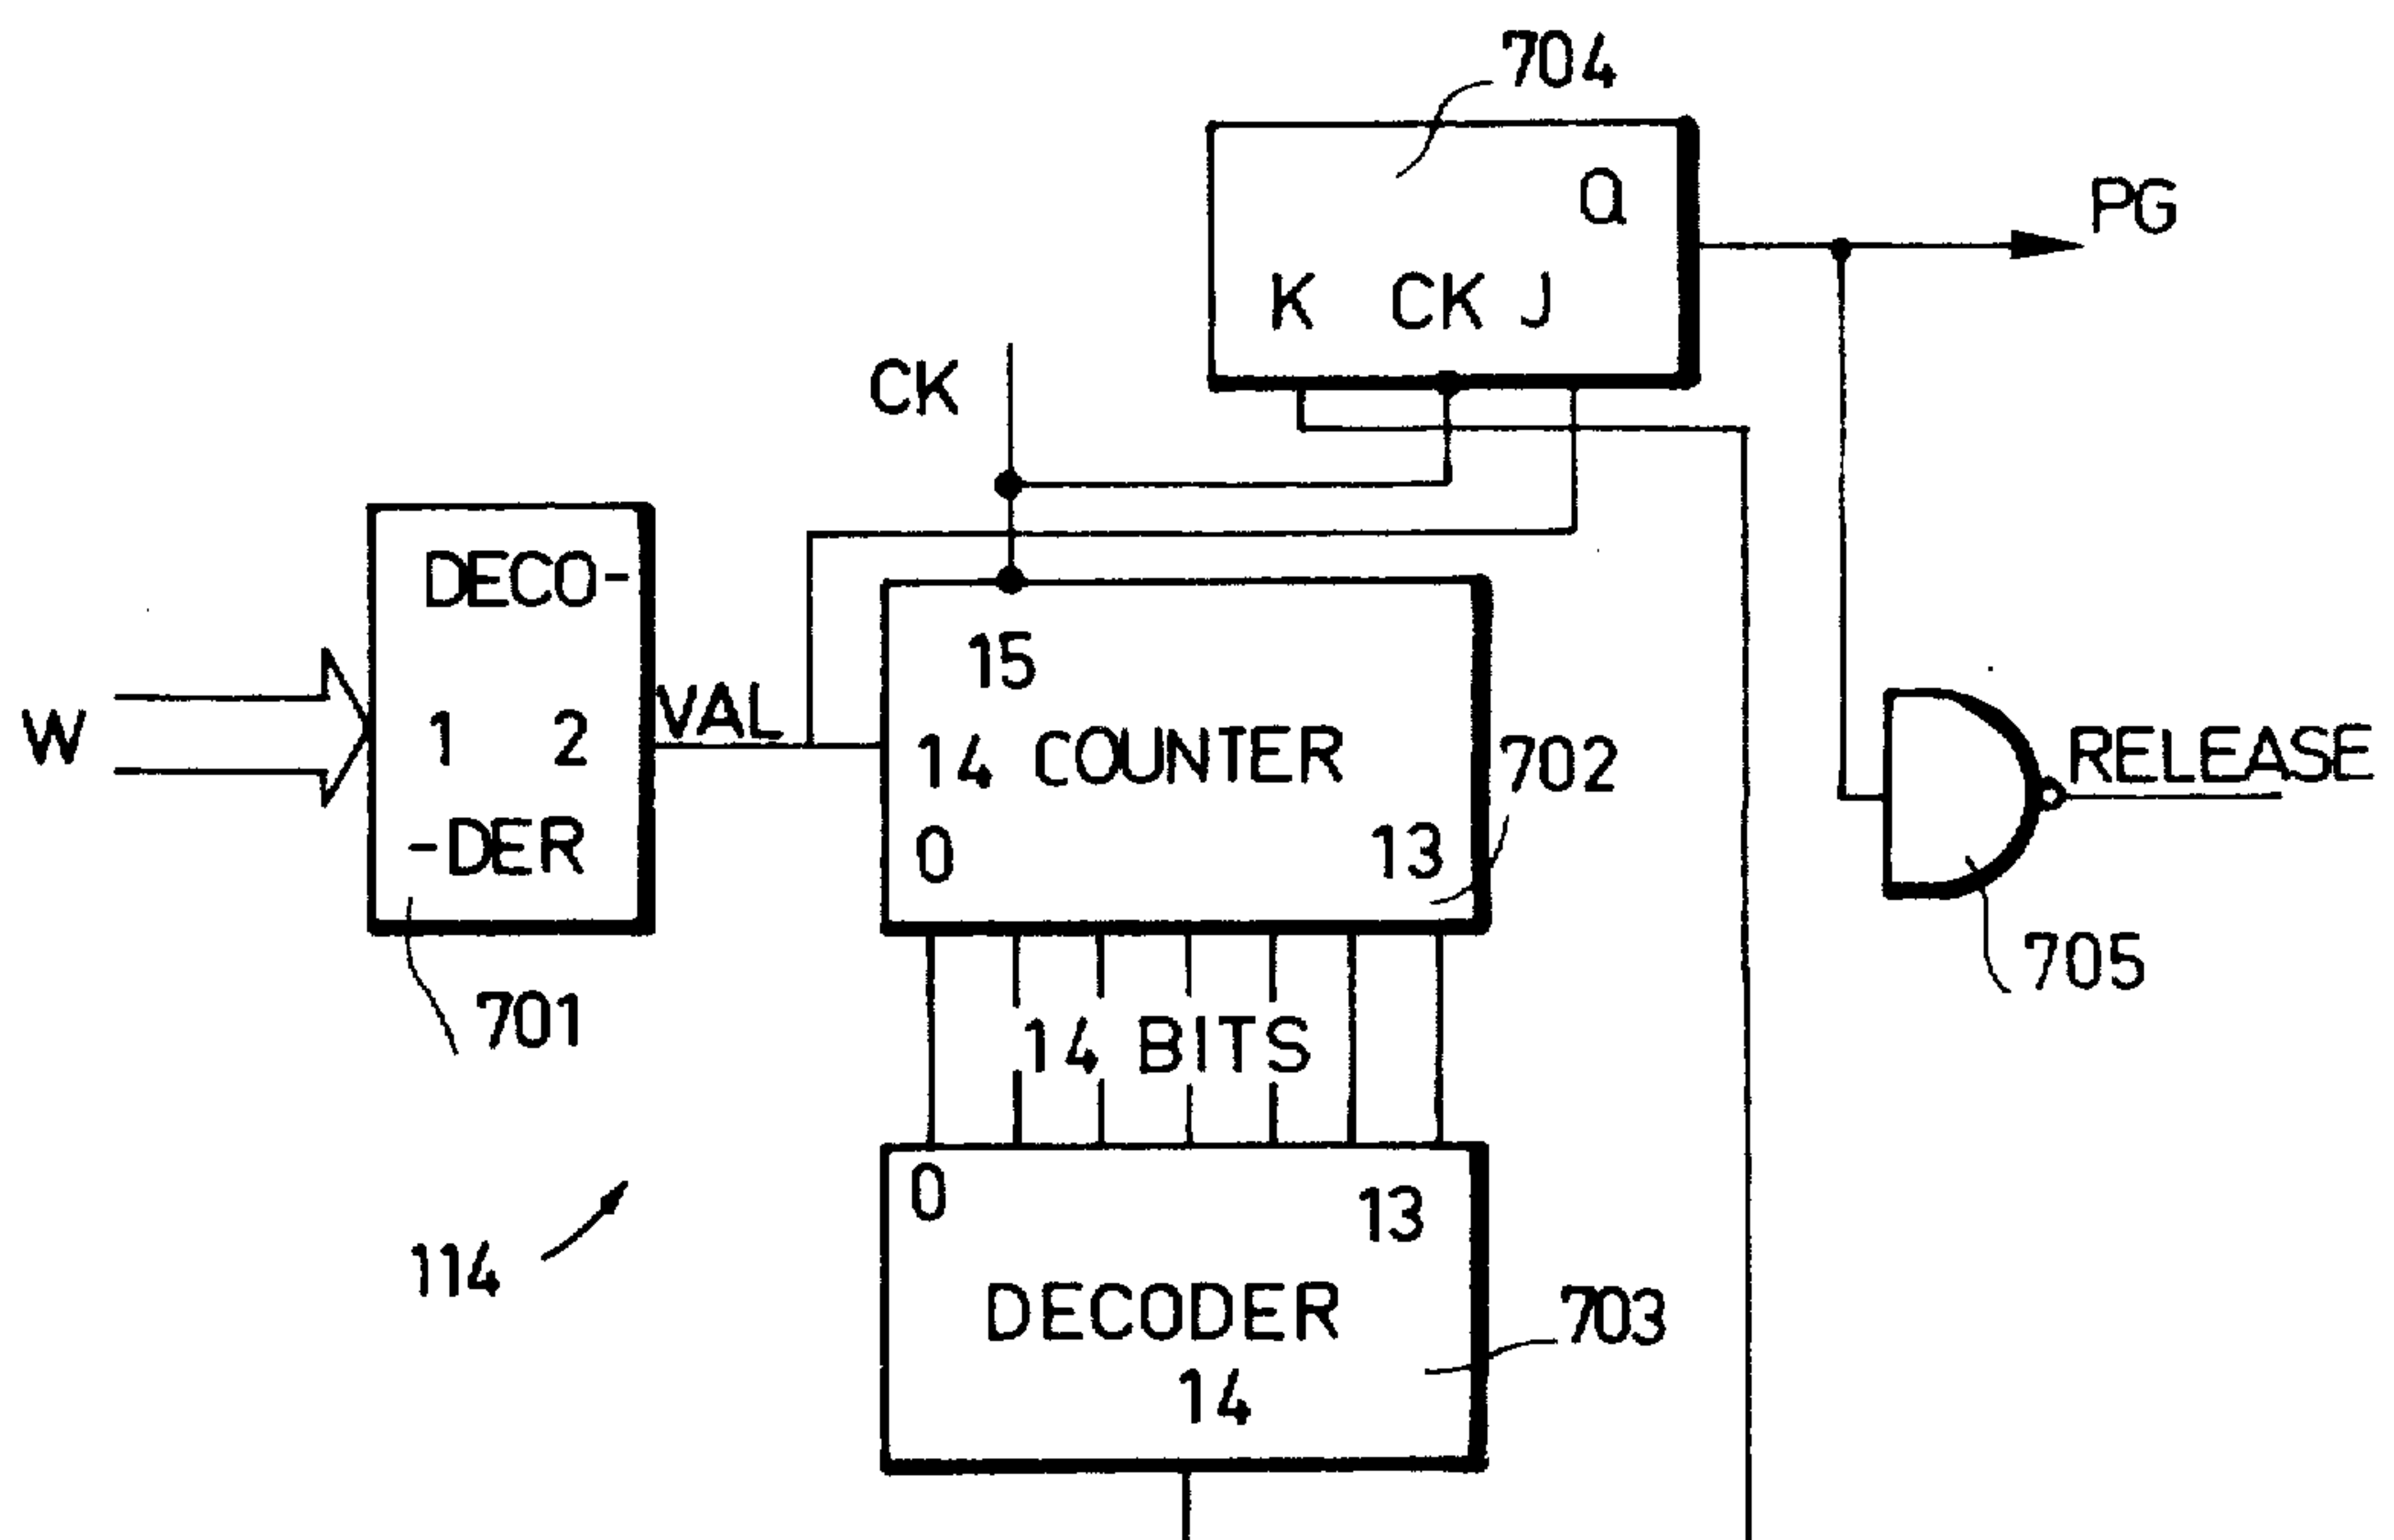 704
Q
PG
K CK J
CK
DECO-
1 2
-DER
W
VAL
15
14 COUNTER
0 13
702
RELEASE
705
701
14 BITS
0 13
DECODER
14
703
114